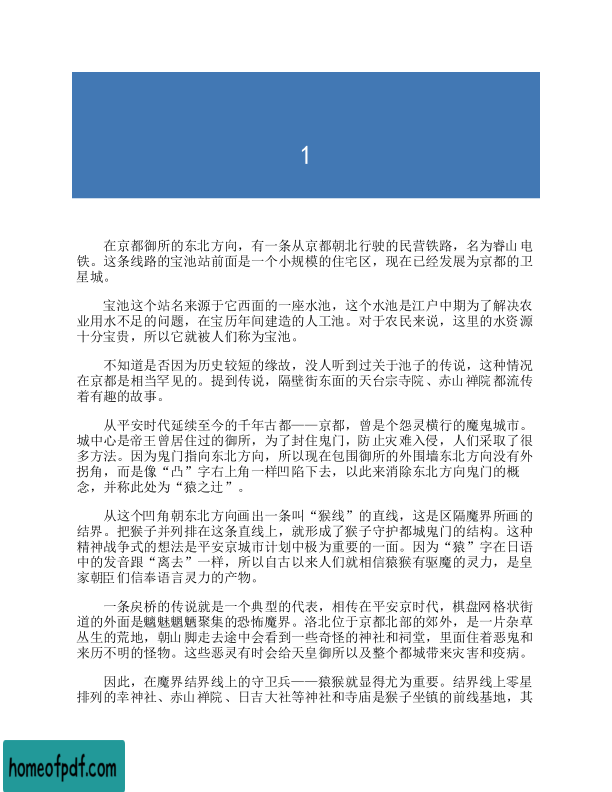 1
在京都御所的东北方向，有一条从京都朝北行驶的民营铁路，名为睿山电
铁。这条线路的宝池站前面是一个小规模的住宅区，现在已经发展为京都的卫
星城。
宝池这个站名来源于它西面的一座水池，这个水池是江户中期为了解决农
业用水不足的问题，在宝历年间建造的人工池。对于农民来说，这里的水资源
十分宝贵，所以它就被人们称为宝池。
不知道是否因为历史较短的缘故，没人听到过关于池子的传说，这种情况
在京都是相当罕见的。提到传说，隔壁街东面的天台宗寺院、赤山禅院都流传
着有趣的故事。
从平安时代延续至今的千年古都——京都，曾是个怨灵横行的魔鬼城市。
城中心是帝王曾居住过的御所，为了封住鬼门，防止灾难入侵，人们采取了很
多方法。因为鬼门指向东北方向，所以现在包围御所的外围墙东北方向没有外
拐角，而是像“凸”字右上角一样凹陷下去，以此来消除东北方向鬼门的概
念，并称此处为“猿之辻”。
从这个凹角朝东北方向画出一条叫“猴线”的直线，这是区隔魔界所画的
结界。把猴子并列排在这条直线上，就形成了猴子守护都城鬼门的结构。这种
精神战争式的想法是平安京城市计划中极为重要的一面。因为“猿”字在日语
中的发音跟“离去”一样，所以自古以来人们就相信猿猴有驱魔的灵力，是皇
家朝臣们信奉语言灵力的产物。
一条戾桥的传说就是一个典型的代表，相传在平安京时代，棋盘网格状街
道的外面是魑魅魍魉聚集的恐怖魔界。洛北位于京都北部的郊外，是一片杂草
丛生的荒地，朝山脚走去途中会看到一些奇怪的神社和祠堂，里面住着恶鬼和
来历不明的怪物。这些恶灵有时会给天皇御所以及整个都城带来灾害和疫病。
因此，在魔界结界线上的守卫兵——猿猴就显得尤为重要。结界线上零星
排列的幸神社、赤山禅院、日吉大社等神社和寺庙是猴子坐镇的前线基地，其
homeofpdf.com